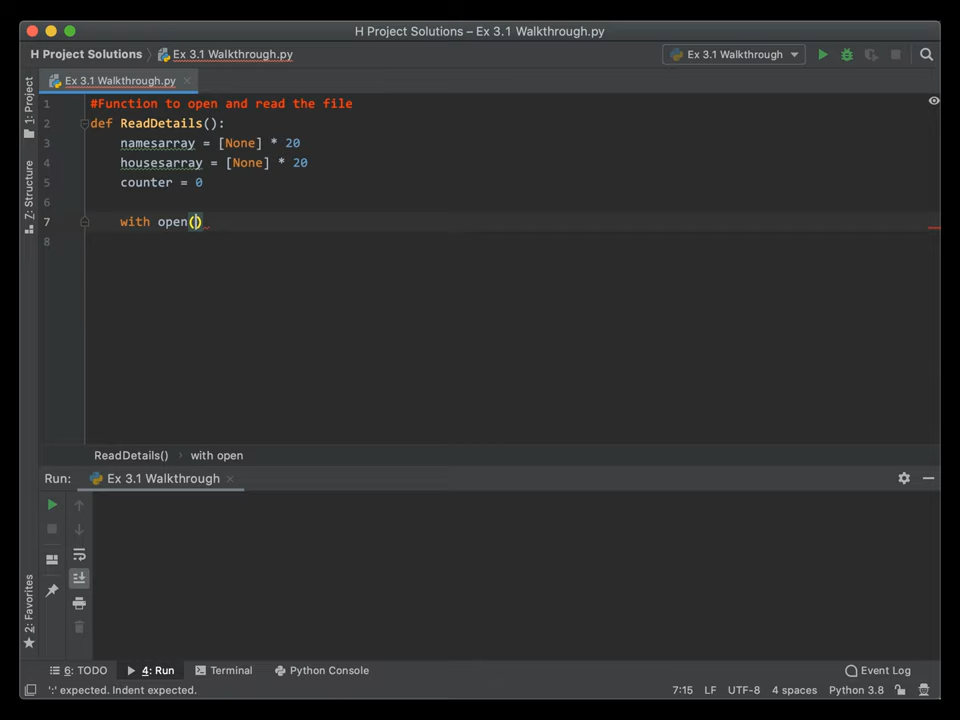 H Project Solutions – Ex 3.1 Walkthrough.py
H Project Solutions Ex 3.1 Walkthrough.py
Ex 3.1 Walkthrough
Ex 3.1 Walkthrough.py
1: Project
7: Structure
2: Favorites
1 #Function to open and read the file
2 def ReadDetails():
3 namesarray = [None] * 20
4 housesarray = [None] * 20
5 counter = 0
6
7 with open()
8
ReadDetails() with open
Run: Ex 3.1 Walkthrough
6: TODO 4: Run Terminal Python Console Event Log
':' expected. Indent expected. 7:15 LF UTF-8 4 spaces Python 3.8